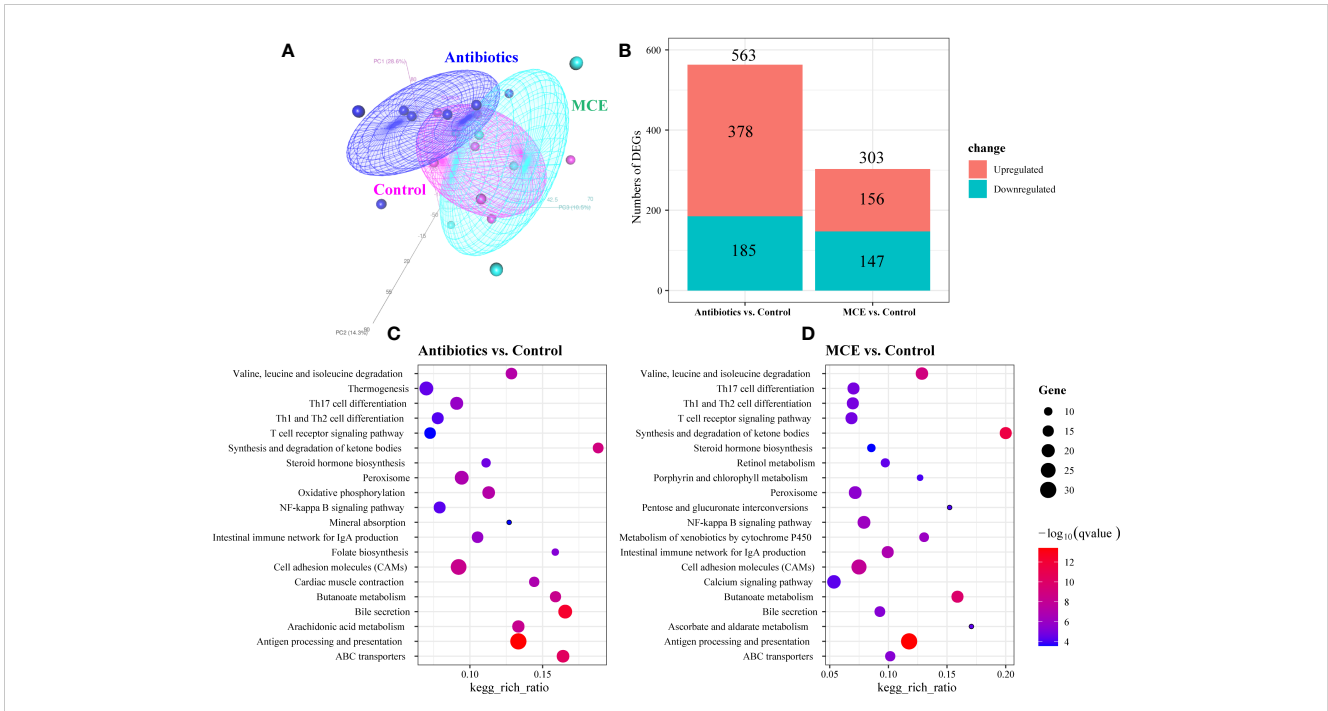 A
Antibiotics
PC1 (28.6%)
MCE
Control
42.5
70
-15
20
55
90
PC2 (14.3%)
B
600
400
200
0
Numbers of DEGs
563
378
185
303
156
147
Antibiotics vs. Control
MCE vs. Control
change
Upregulated
Downregulated
C
Antibiotics vs. Control
Valine, leucine and isoleucine degradation
Thermogenesis
Th17 cell differentiation
Th1 and Th2 cell differentiation
T cell receptor signaling pathway
Synthesis and degradation of ketone bodies
Steroid hormone biosynthesis
Peroxisome
Oxidative phosphorylation
NF-kappa B signaling pathway
Mineral absorption
Intestinal immune network for IgA production
Folate biosynthesis
Cell adhesion molecules (CAMs)
Cardiac muscle contraction
Butanoate metabolism
Bile secretion
Arachidonic acid metabolism
Antigen processing and presentation
ABC transporters
0.10
0.15
kegg_rich_ratio
D
MCE vs. Control
Valine, leucine and isoleucine degradation
Th17 cell differentiation
Th1 and Th2 cell differentiation
T cell receptor signaling pathway
Synthesis and degradation of ketone bodies
Steroid hormone biosynthesis
Retinol metabolism
Porphyrin and chlorophyll metabolism
Peroxisome
Pentose and glucuronate interconversions
NF-kappa B signaling pathway
Metabolism of xenobiotics by cytochrome P450
Intestinal immune network for IgA production
Cell adhesion molecules (CAMs)
Calcium signaling pathway
Butanoate metabolism
Bile secretion
Ascorbate and aldarate metabolism
Antigen processing and presentation
ABC transporters
0.05
0.10
0.15
0.20
kegg_rich_ratio
Gene
10
15
20
25
30
−log10(qvalue)
12
10
8
6
4